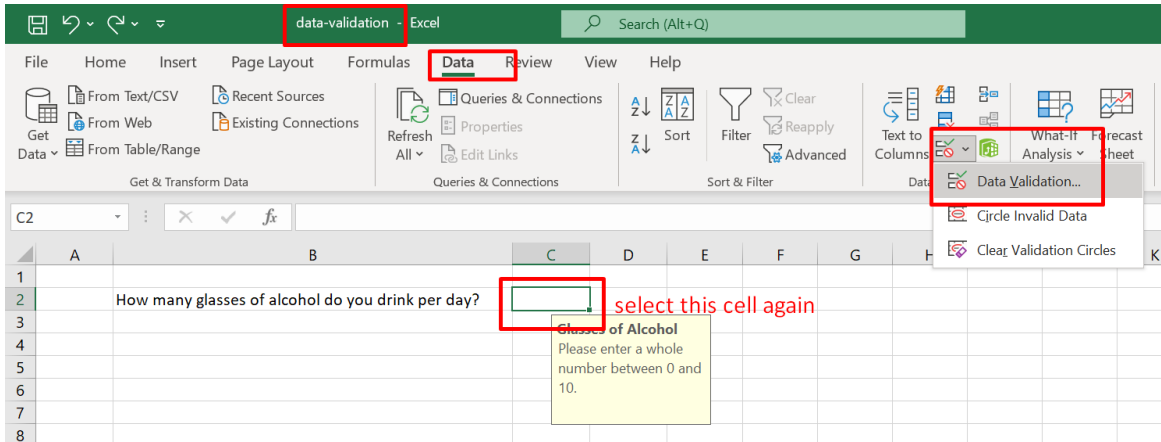 data-validation - Excel
Search (Alt+Q)
File Home Insert Page Layout Formulas Data Review View Help
Get Data
From Text/CSV
From Web
From Table/Range
Recent Sources
Existing Connections
Get & Transform Data
Refresh All
Queries & Connections
Properties
Edit Links
Queries & Connections
Sort
Filter
Clear
Reapply
Advanced
Sort & Filter
Text to Columns
Data
What-If Analysis
Forecast Sheet
Data Validation...
Circle Invalid Data
Clear Validation Circles
C2
fx
A B C D E F G H K
1
2 How many glasses of alcohol do you drink per day?
select this cell again
3
Glasses of Alcohol
4
Please enter a whole
5
number between 0 and
6
10.
7
8